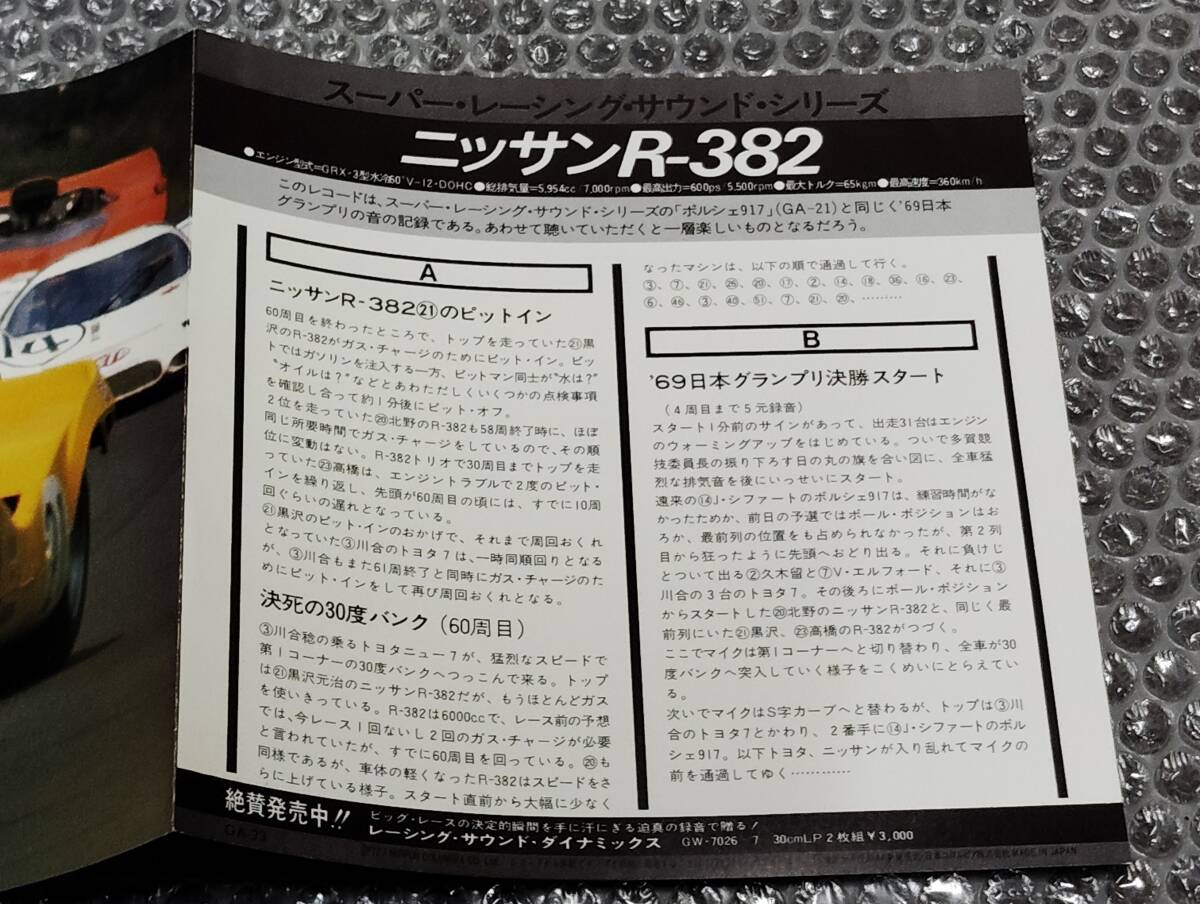 スーパー・レーシング・サウンド・シリーズ
ニッサンR-382
●エンジン型式=GRX-3型水冷60°V-12・DOHC●総排気量=5,954cc/7,000rpm●最高出力=600ps/5,500rpm●最大トルク=65kgm●最高速度=360km/h
このレコードは、スーパー・レーシング・サウンド・シリーズの「ポルシェ917」(GA-21)と同じく'69日本
グランプリの音の記録である。あわせて聴いていただくと一層楽しいものとなるだろう。
A
ニッサンR-382㉑のピットイン
60周目を終わったところで、トップを走っていた㉑黒
沢のR-382がガス・チャージのためにピット・イン。ピッ
トではガソリンを注入する一方、ピットマン同士が"水は?"
"オイルは?"などとあわただしくいくつかの点検事項
を確認し合って約1分後にピット・オフ。
2位を走っていた⑳北野のR-382も58周終了時に、ほぼ
同じ所要時間でガス・チャージをしているので、その順
位に変動はない。R-382トリオで30周目までトップを走
っていた㉓高橋は、エンジントラブルで2度のピット・
インを繰り返し、先頭が60周目の頃には、すでに10周
回ぐらいの遅れとなっている。
㉑黒沢のピット・インのおかげで、それまで周回おくれ
となっていた③川合のトヨタ7は、一時同順回りとなる
が、③川合もまた61周終了と同時にガス・チャージのた
めにピット・インをして再び周回おくれとなる。
決死の30度バンク(60周目)
③川合稔の乗るトヨタニュー7が、猛烈なスピードで
第1コーナーの30度バンクへつっこんで来る。トップ
は㉑黒沢元治のニッサンR-382だが、もうほとんどガス
を使いきっている。R-382は6000ccで、レース前の予想
では、今レース1回ないし2回のガス・チャージが必要
と言われていたが、すでに60周目を回っている。⑳も
同様であるが、車体の軽くなったR-382はスピードをさ
らに上げている様子。スタート直前から大幅に少なく
なったマシンは、以下の順で通過して行く。
③、⑦、㉑、㉖、⑳、⑰、②、⑭、⑱、㊱、⑯、㉓、
⑥、㊻、③、㊵、51、⑦、㉑、⑳、………
B
'69日本グランプリ決勝スタート
(4周目まで5元録音)
スタート1分前のサインがあって、出走31台はエンジン
のウォーミングアップをはじめている。ついで多賀競
技委員長の振り下ろす日の丸の旗を合い図に、全車猛
烈な排気音を後にいっせいにスタート。
遠来の⑭J・シファートのポルシェ917は、練習時間がな
かったためか、前日の予選ではポール・ポジションはお
ろか、最前列の位置をも占められなかったが、第2列
目から狂ったように先頭へおどり出る。それに負けじ
とついて出る②久木留と⑦V・エルフォード、それに③
川合の3台のトヨタ7。その後ろにポール・ポジション
からスタートした⑳北野のニッサンR-382と、同じく最
前列にいた㉑黒沢、㉓高橋のR-382がつづく。
ここでマイクは第1コーナーへと切り替わり、全車が30
度バンクへ突入していく様子をこくめいにとらえてい
る。
次いでマイクはS字カーブへと替わるが、トップは③川
合のトヨタ7とかわり、2番手に⑭J・シファートのポル
シェ917。以下トヨタ、ニッサンが入り乱れてマイクの
前を通過してゆく…………
絶賛発売中!!
ビッグ・レースの決定的瞬間を手に汗にぎる迫真の録音で贈る!
レーシング・サウンド・ダイナミックス GW-7026 7 30cmLP2枚組¥3,000
GA-23
MADE IN JAPAN
14